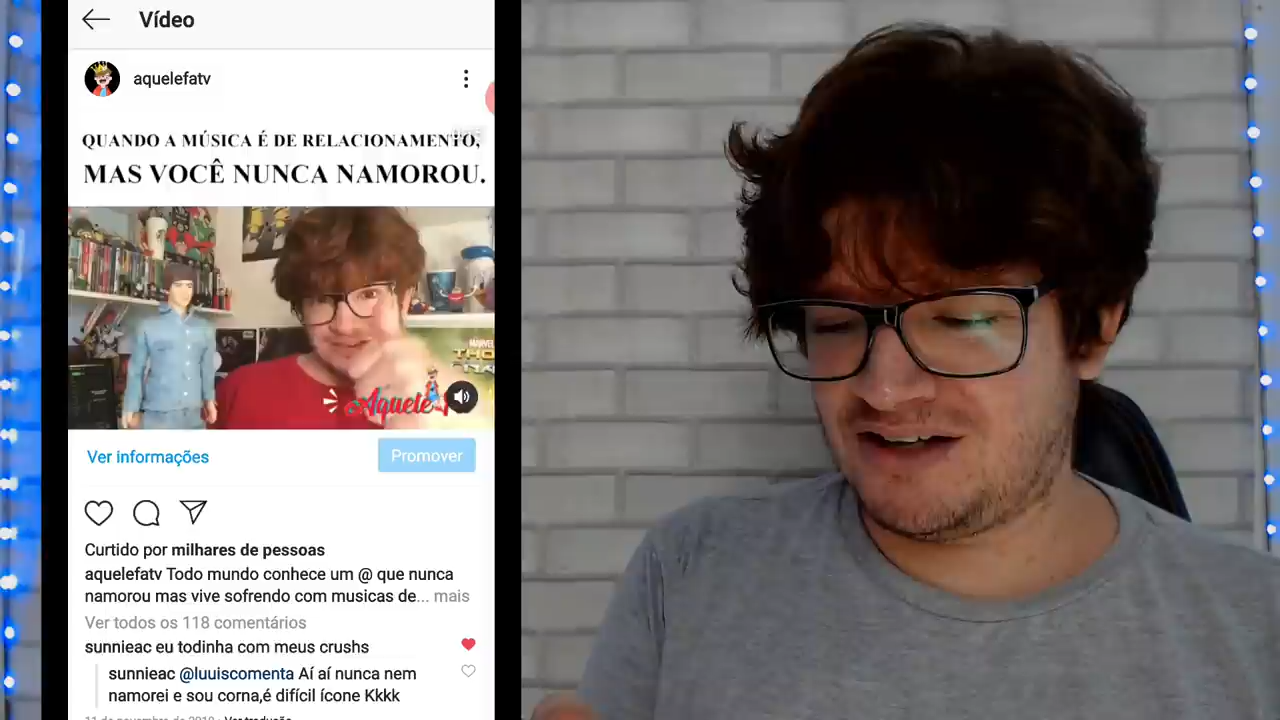 Vídeo
aquelefatv
QUANDO A MÚSICA É DE RELACIONAMENTO,
MAS VOCÊ NUNCA NAMOROU.
MARVEL
Aquele
Ver informações
Promover
Curtido por milhares de pessoas
aquelefatv Todo mundo conhece um @ que nunca
namorou mas vive sofrendo com musicas de... mais
Ver todos os 118 comentários
sunnieac eu todinha com meus crushs
sunnieac @luuiscomenta Aí aí nunca nem
namorei e sou corna,é difícil ícone Kkkk